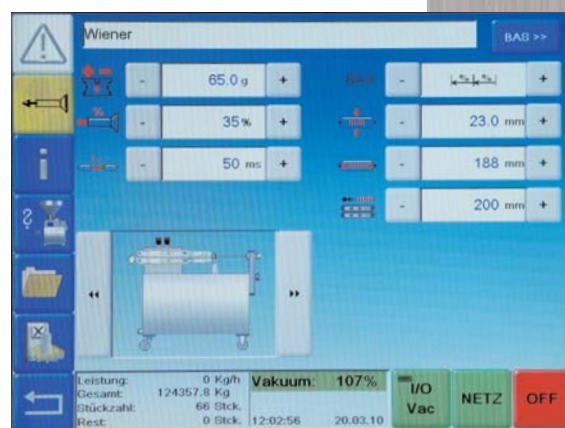 Wiener
BAS >>
- 65.0 g +
BAS - % % +
% - 35 % +
- 23.0 mm +
- 50 ms +
- 188 mm +
- 200 mm +
Leistung: 0 Kg/h
Gesamt: 124357.8 Kg
Stückzahl: 66 Stck.
Rest: 0 Stck.
Vakuum: 107%
12:02:56 20.03.10
I/O
Vac
NETZ
OFF